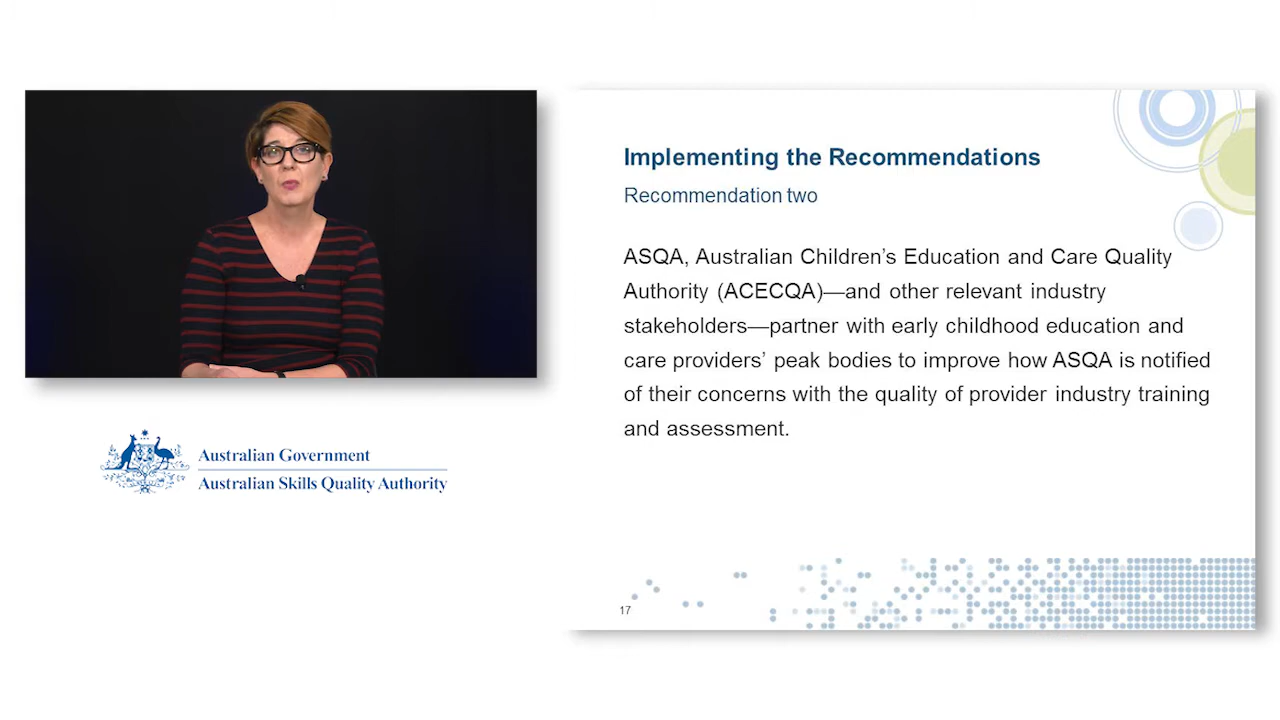 Implementing the Recommendations
Recommendation two
ASQA, Australian Children’s Education and Care Quality
Authority (ACECQA)—and other relevant industry
stakeholders—partner with early childhood education and
care providers’ peak bodies to improve how ASQA is notified
of their concerns with the quality of provider industry training
and assessment.
17
Australian Government
Australian Skills Quality Authority